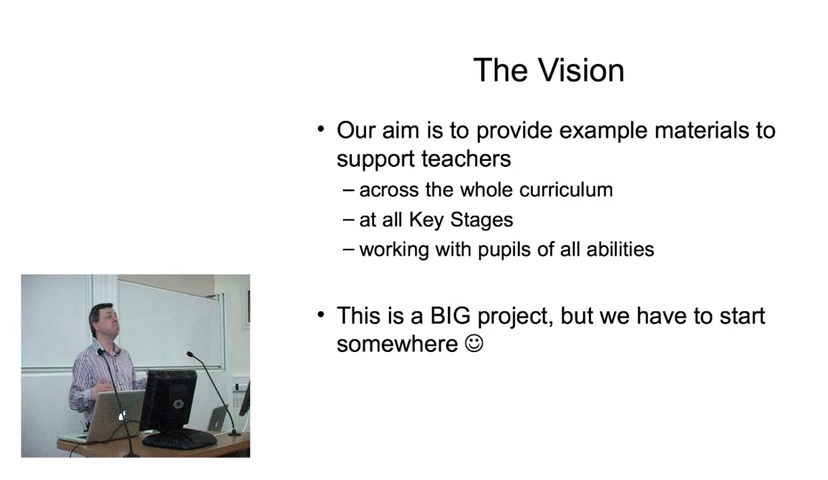 The Vision
• Our aim is to provide example materials to
support teachers
– across the whole curriculum
– at all Key Stages
– working with pupils of all abilities
• This is a BIG project, but we have to start
somewhere ☺